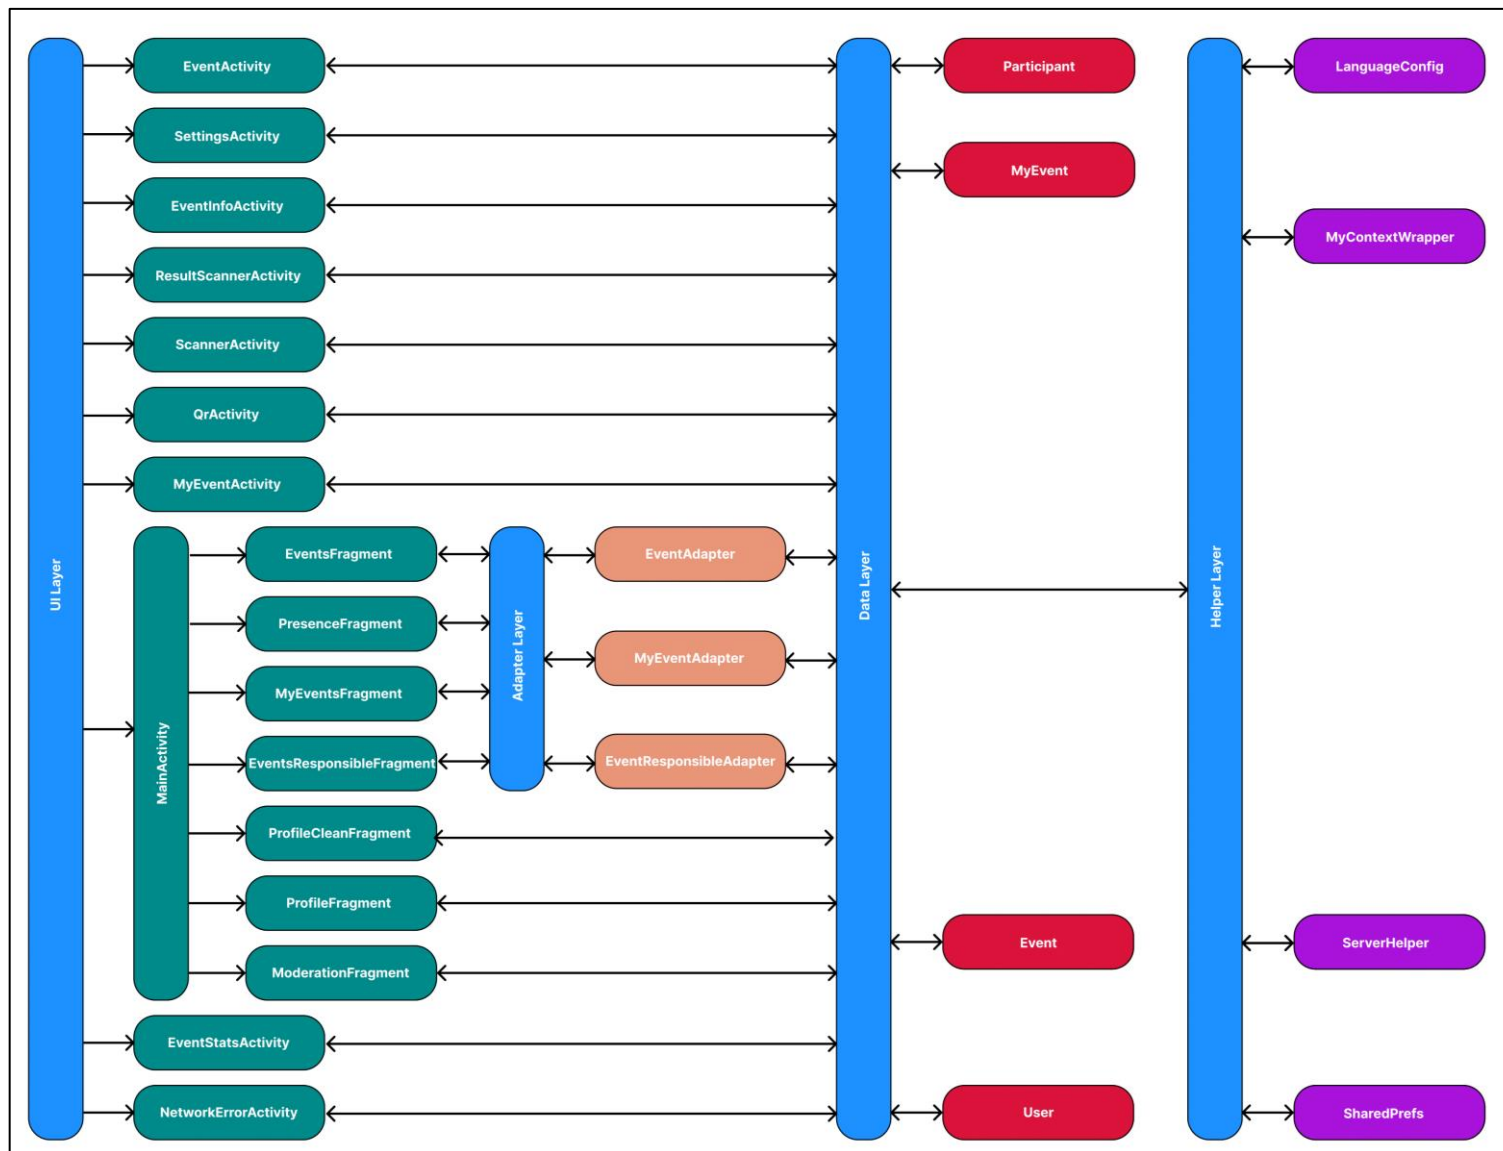 EventActivity
Participant
LanguageConfig
SettingsActivity
MyEvent
EventInfoActivity
MyContextWrapper
ResultScannerActivity
ScannerActivity
QrActivity
MyEventActivity
UI Layer
MainActivity
EventsFragment
PresenceFragment
MyEventsFragment
EventsResponsibleFragment
ProfileCleanFragment
ProfileFragment
ModerationFragment
Adapter Layer
EventAdapter
MyEventAdapter
EventResponsibleAdapter
Data Layer
Helper Layer
Event
ServerHelper
EventStatsActivity
NetworkErrorActivity
User
SharedPrefs